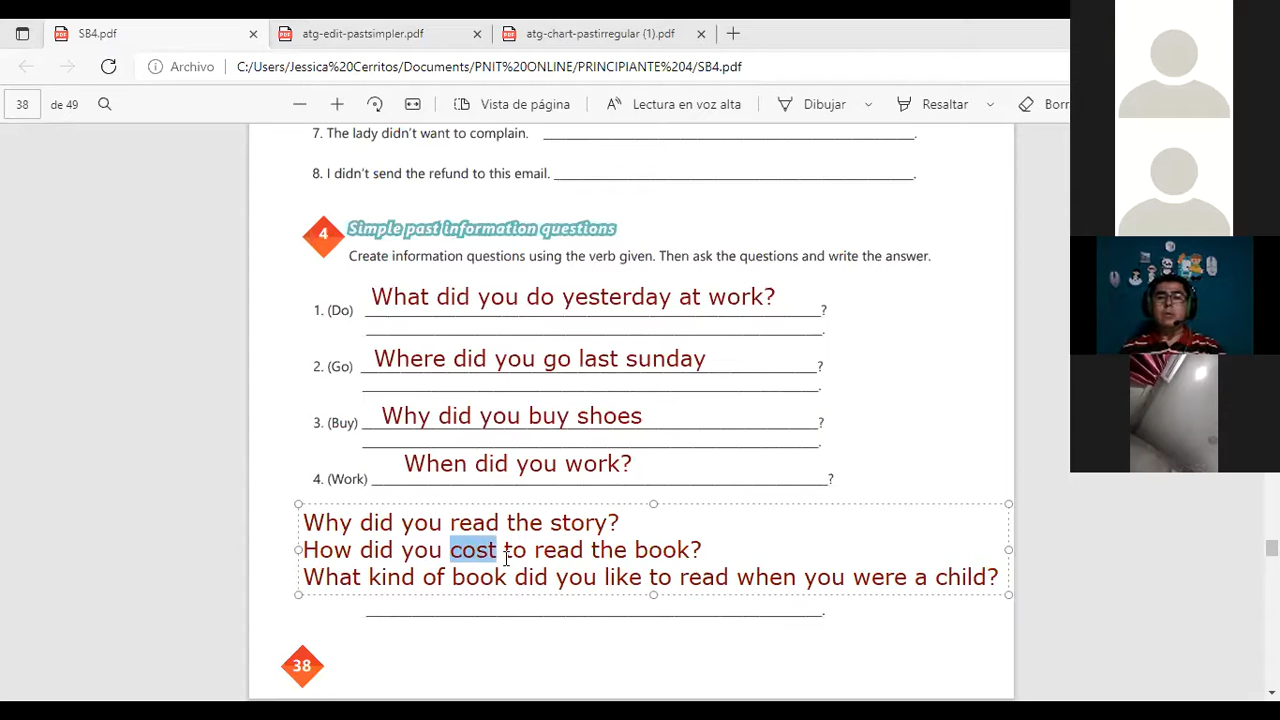 SB4.pdf
atg-edit-pastsimpler.pdf
atg-chart-pastirregular (1).pdf
Archivo C:/Users/Jessica%20Cerritos/Documents/PNIT%20ONLINE/PRINCIPIANTE%204/SB4.pdf
38 de 49 Vista de página Lectura en voz alta Dibujar Resaltar Borr
7. The lady didn't want to complain. 
8. I didn't send the refund to this email. 
4 Simple past information questions
Create information questions using the verb given. Then ask the questions and write the answer.
What did you do yesterday at work?
1. (Do) ?
.
2. (Go) Where did you go last sunday ?
.
3. (Buy) Why did you buy shoes ?
.
When did you work?
4. (Work) ?
Why did you read the story?
How did you cost to read the book?
What kind of book did you like to read when you were a child?
.
38